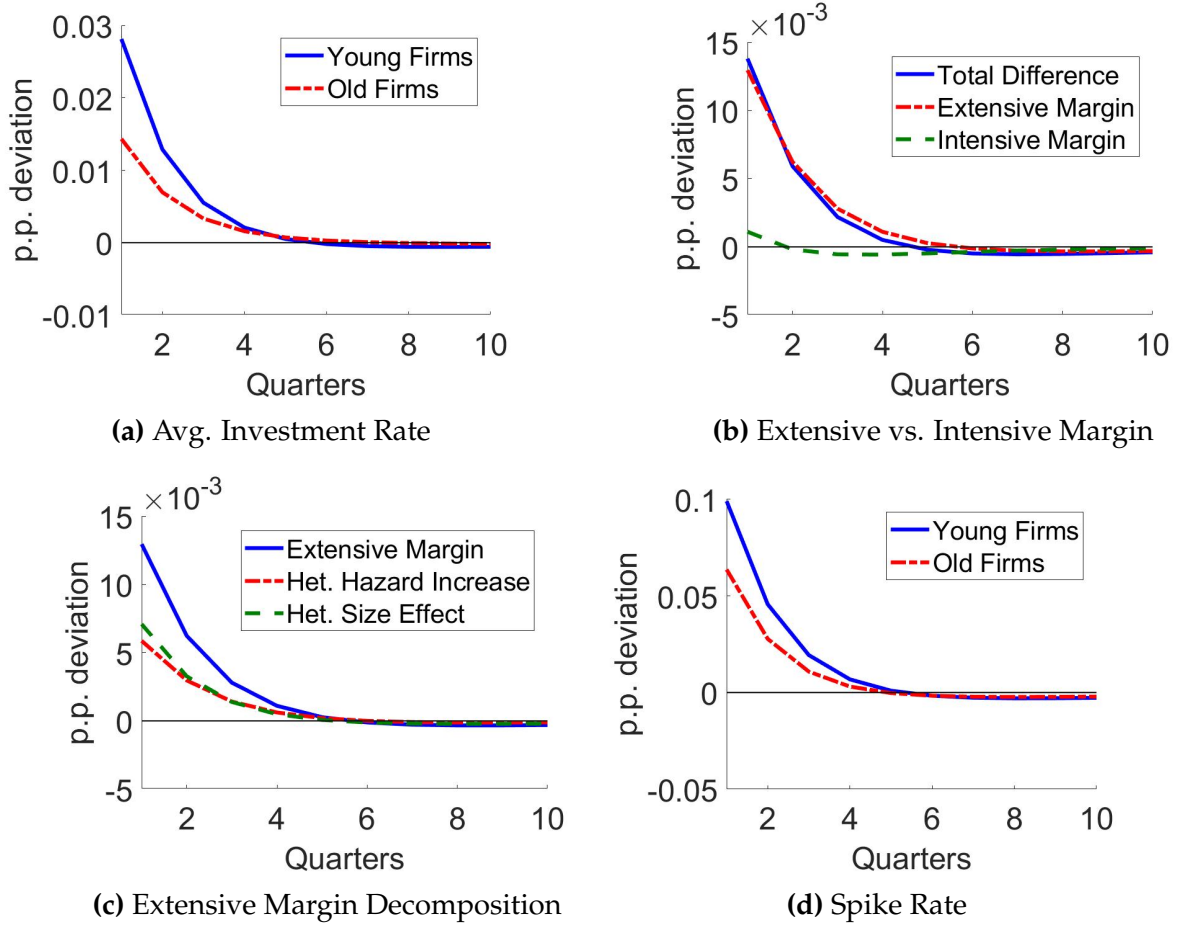 0.03
0.02
0.01
0
-0.01
p.p. deviation
Young Firms
Old Firms
2 4 6 8 10
Quarters
(a) Avg. Investment Rate
×10⁻³
15
10
5
0
-5
p.p. deviation
Total Difference
Extensive Margin
Intensive Margin
2 4 6 8 10
Quarters
(b) Extensive vs. Intensive Margin
×10⁻³
15
10
5
0
-5
p.p. deviation
Extensive Margin
Het. Hazard Increase
Het. Size Effect
2 4 6 8 10
Quarters
(c) Extensive Margin Decomposition
0.1
0.05
0
-0.05
p.p. deviation
Young Firms
Old Firms
2 4 6 8 10
Quarters
(d) Spike Rate